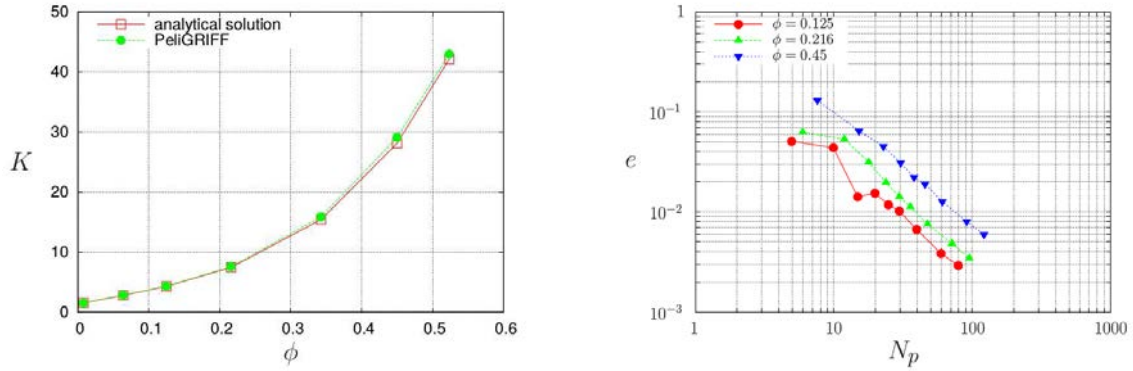 K
50
40
30
20
10
0
analytical solution
PeliGRIFF
0 0.1 0.2 0.3 0.4 0.5 0.6
ϕ
e
1
10⁻¹
10⁻²
10⁻³
ϕ = 0.125
ϕ = 0.216
ϕ = 0.45
1 10 100 1000
Nₚ